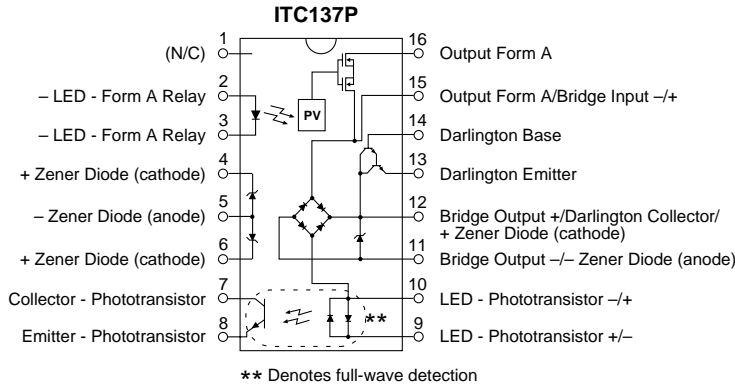 ITC137P
1
(N/C)
2
– LED - Form A Relay
3
– LED - Form A Relay
4
+ Zener Diode (cathode)
5
– Zener Diode (anode)
6
+ Zener Diode (cathode)
7
Collector - Phototransistor
8
Emitter - Phototransistor
PV
16
Output Form A
15
Output Form A/Bridge Input –/+
14
Darlington Base
13
Darlington Emitter
12
Bridge Output +/Darlington Collector/
+ Zener Diode (cathode)
11
Bridge Output –/– Zener Diode (anode)
10
LED - Phototransistor –/+
9
LED - Phototransistor +/–
**
** Denotes full-wave detection